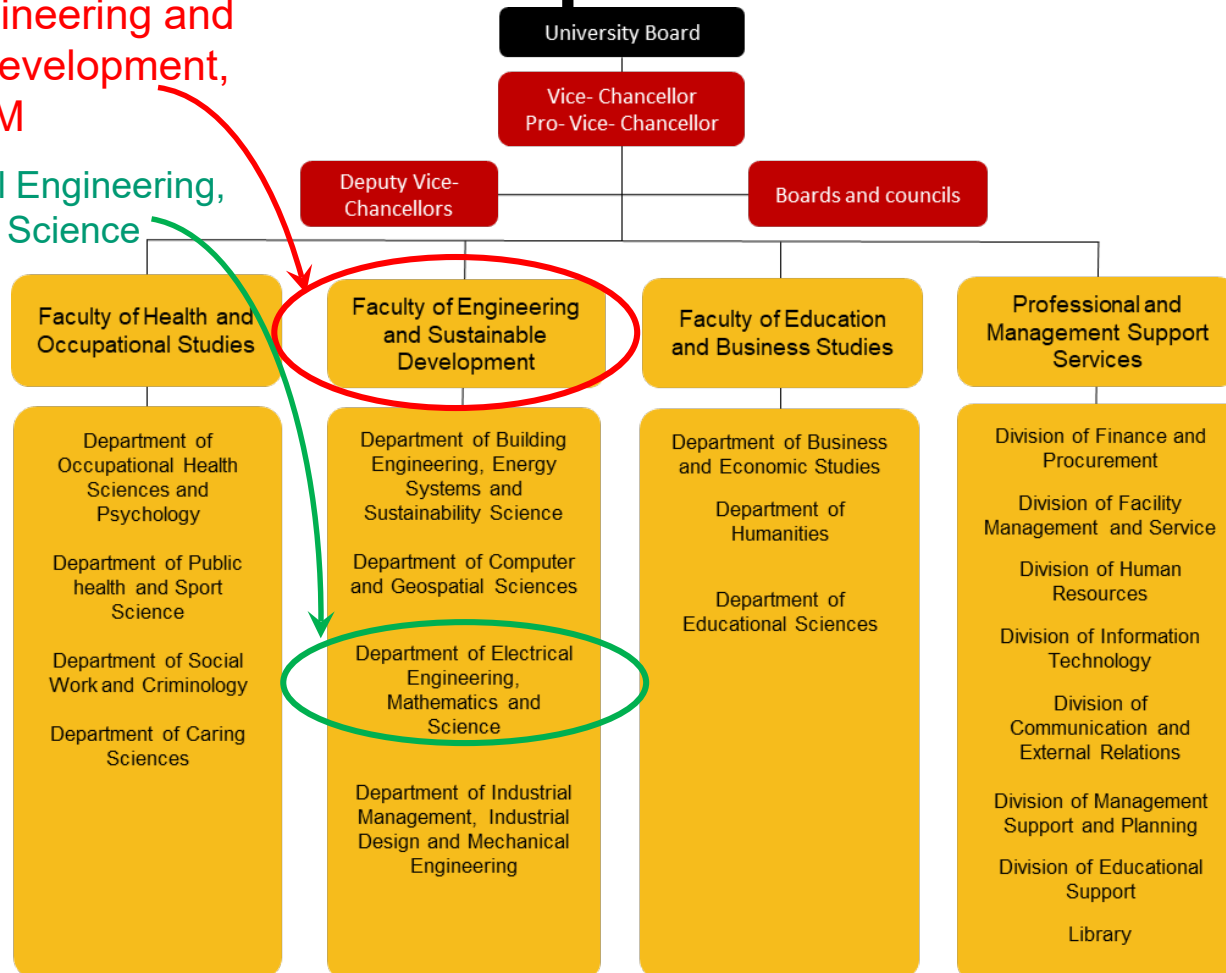 ineering and
evelopment,
M
l Engineering,
Science
University Board
Vice- Chancellor
Pro- Vice- Chancellor
Deputy Vice-
Chancellors
Boards and councils
Faculty of Health and
Occupational Studies
Faculty of Engineering
and Sustainable
Development
Faculty of Education
and Business Studies
Professional and
Management Support
Services
Department of
Occupational Health
Sciences and
Psychology
Department of Public
health and Sport
Science
Department of Social
Work and Criminology
Department of Caring
Sciences
Department of Building
Engineering, Energy
Systems and
Sustainability Science
Department of Computer
and Geospatial Sciences
Department of Electrical
Engineering,
Mathematics and
Science
Department of Industrial
Management, Industrial
Design and Mechanical
Engineering
Department of Business
and Economic Studies
Department of
Humanities
Department of
Educational Sciences
Division of Finance and
Procurement
Division of Facility
Management and Service
Division of Human
Resources
Division of Information
Technology
Division of
Communication and
External Relations
Division of Management
Support and Planning
Division of Educational
Support
Library